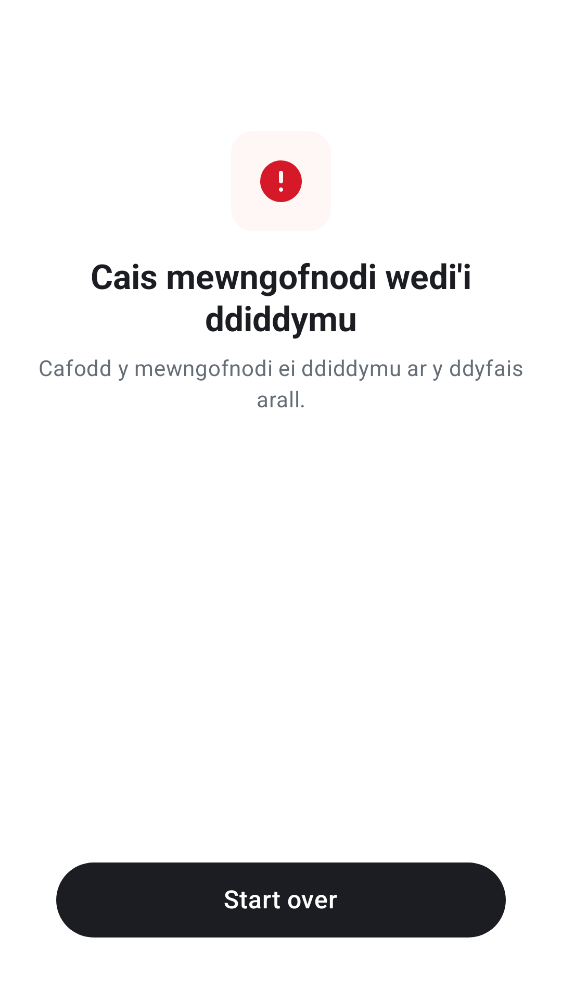 Cais mewngofnodi wedi'i
ddiddymu
Cafodd y mewngofnodi ei ddiddymu ar y ddyfais
arall.
Start over